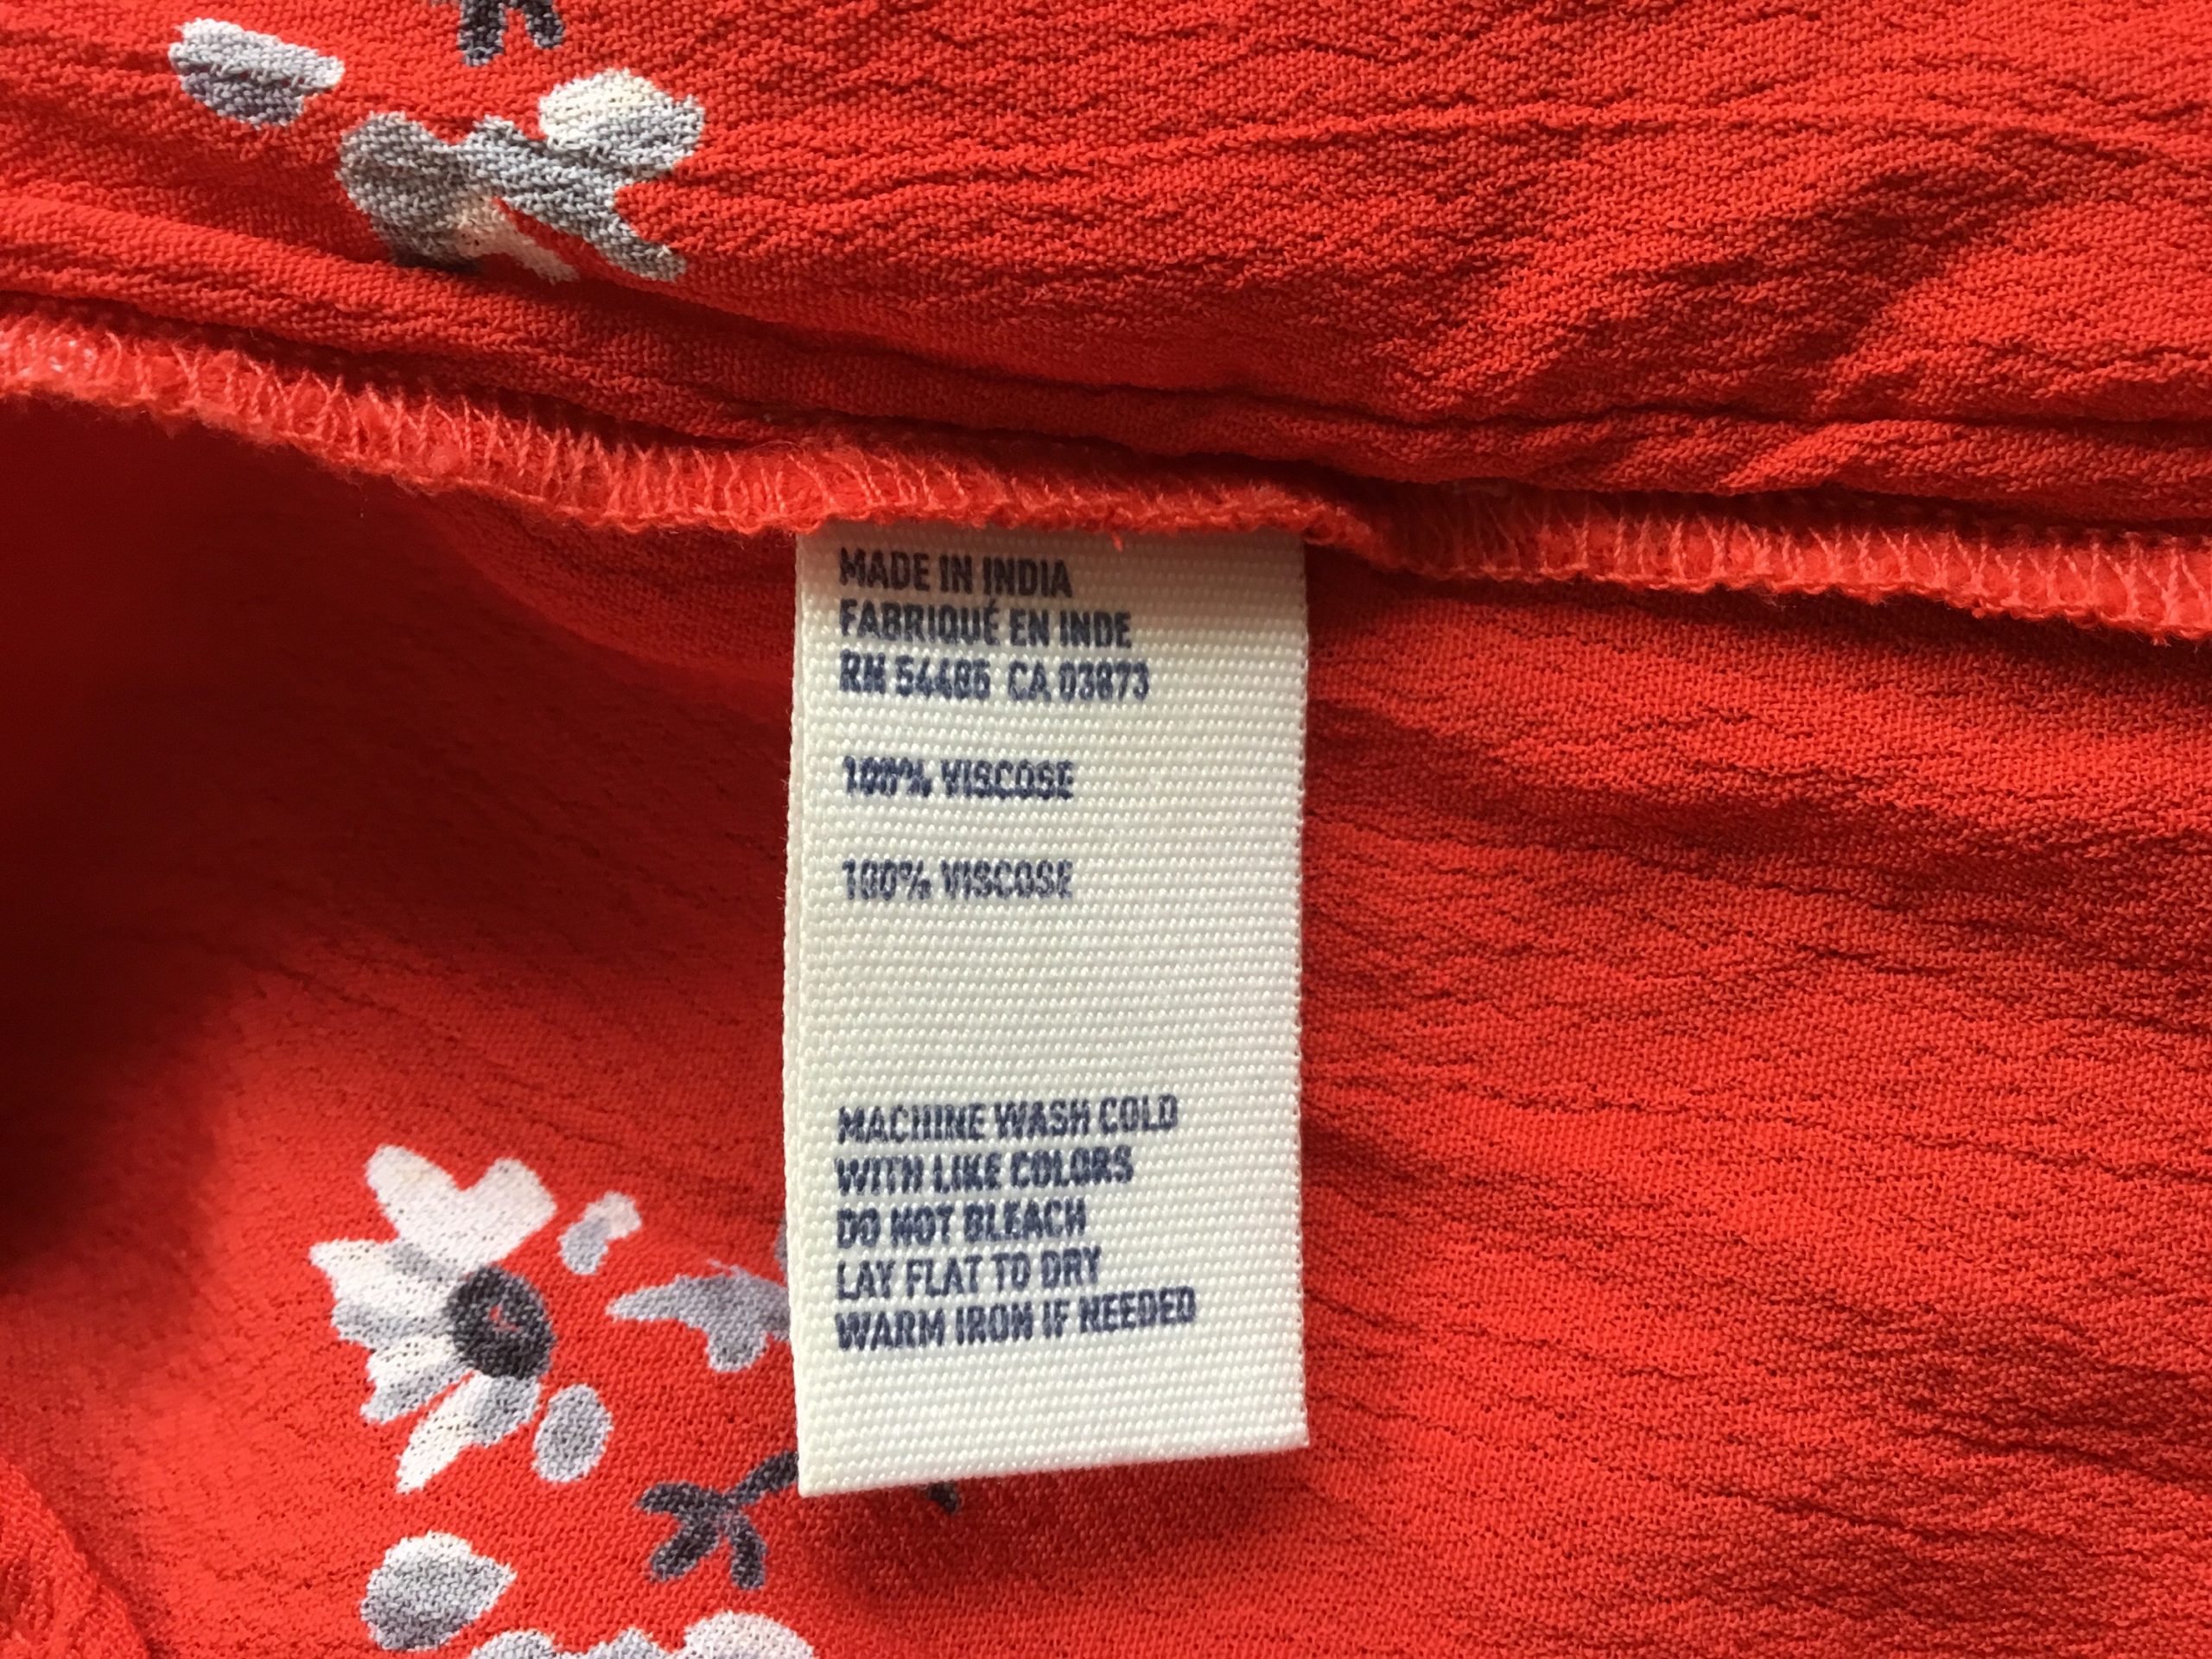 MADE IN INDIA
FABRIQUÉ EN INDE
RN 54485 CA 03873
100% VISCOSE
100% VISCOSE
MACHINE WASH COLD
WITH LIKE COLORS
DO NOT BLEACH
LAY FLAT TO DRY
WARM IRON IF NEEDED